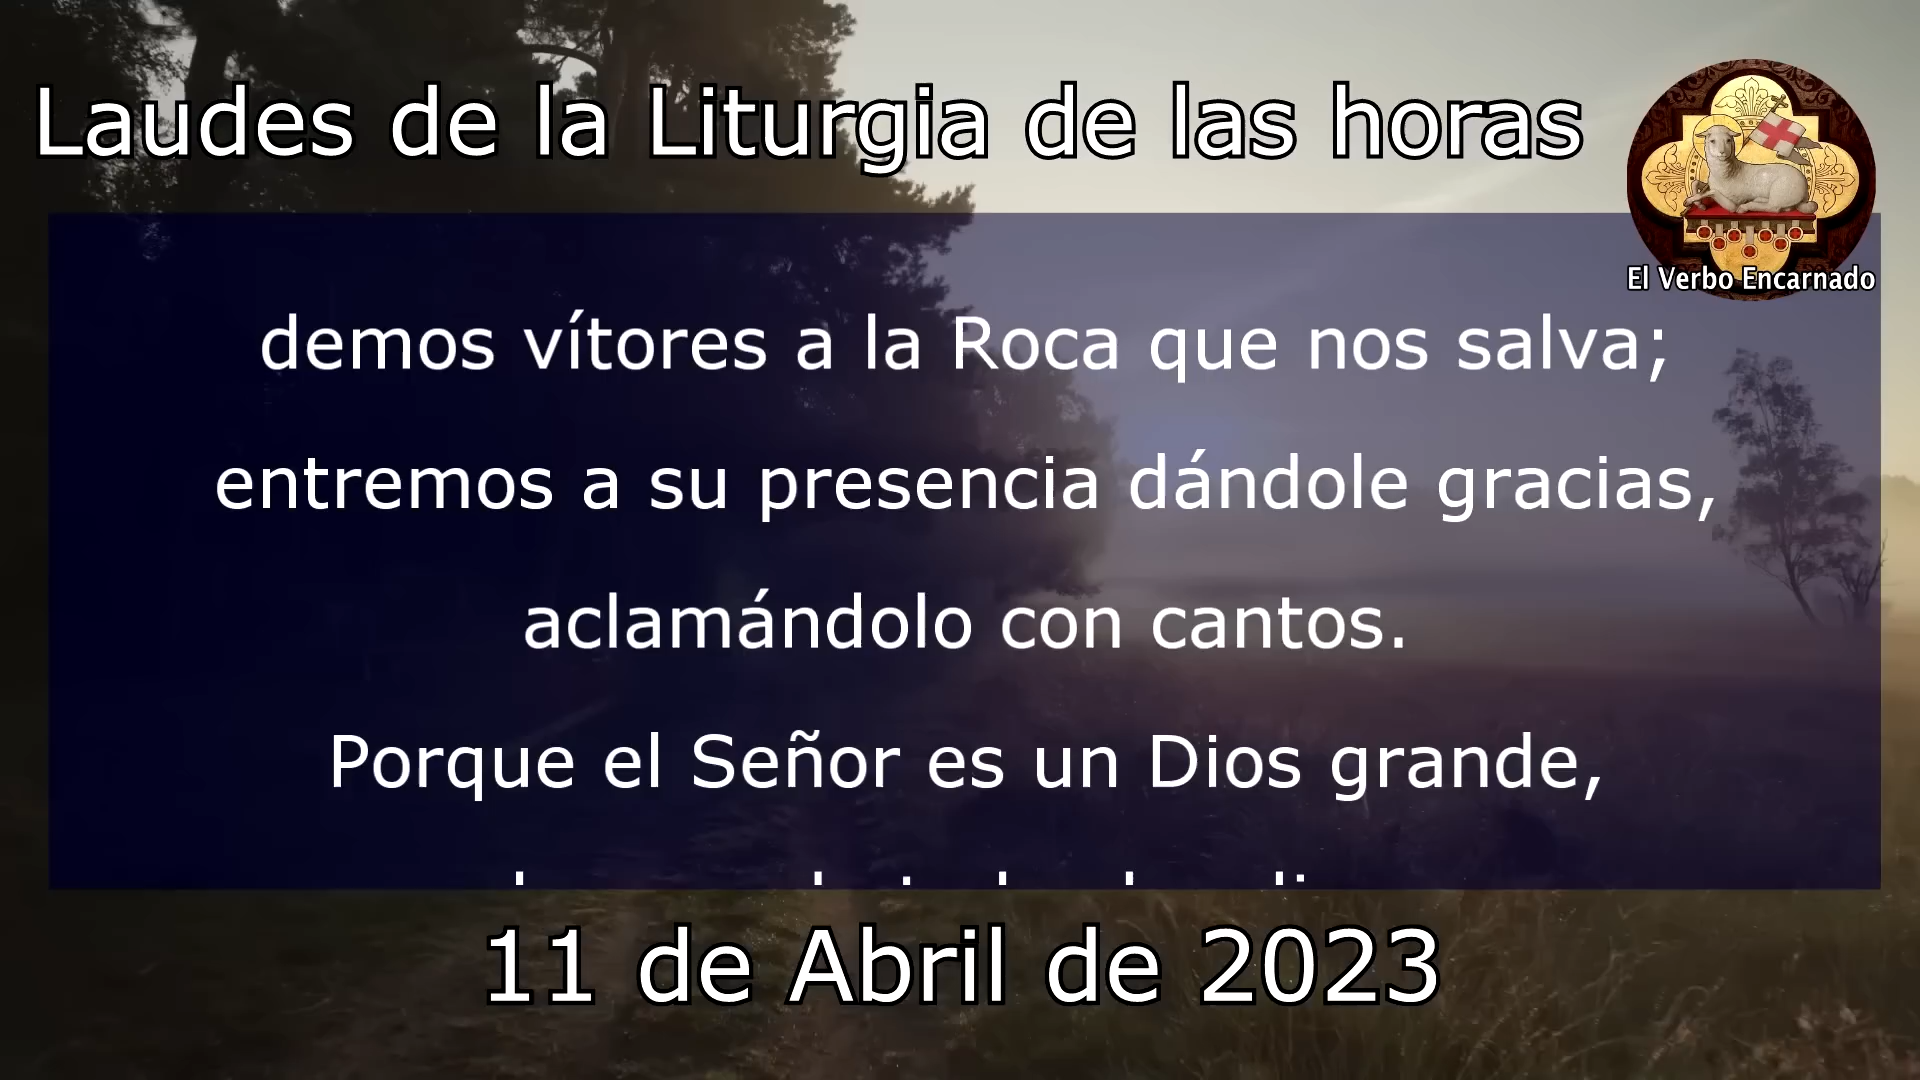 Laudes de la Liturgia de las horas
El Verbo Encarnado
demos vítores a la Roca que nos salva;
entremos a su presencia dándole gracias,
aclamándolo con cantos.
Porque el Señor es un Dios grande,
11 de Abril de 2023